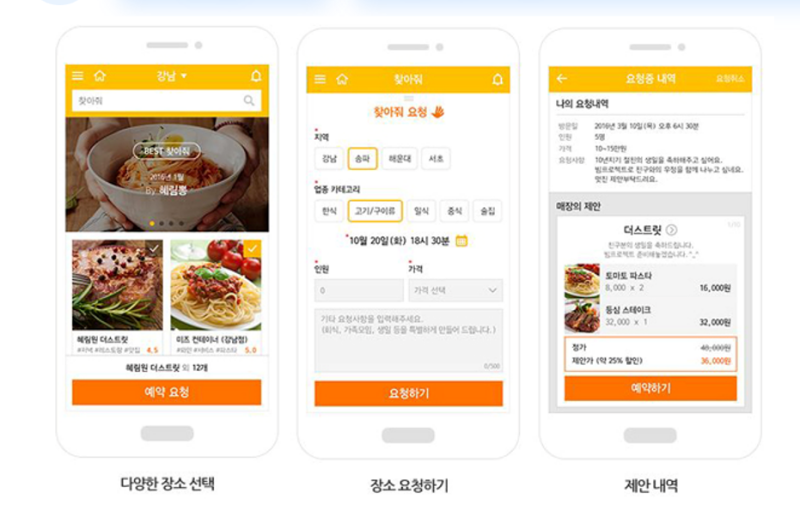 강남
찾아줘
BEST 찾아줘
2016년 3월
By 혜림뽕
혜림원 더스트릿
#저녁 #레스토랑 #맛집 4.5
미즈 컨테이너 (강남점)
#와인 #서비스 #파스타 5.0
혜림원 더스트릿 외 12개
예약 요청
다양한 장소 선택
찾아줘
찾아줘 요청
*지역
강남 송파 해운대 서초
*업종 카테고리
한식 고기/구이류 일식 중식 술집
*10월 20일(화) 18시 30분
*인원 *가격
0 가격 선택
기타 요청사항을 입력해주세요.
(회식, 가족모임, 생일 등을 특별하게 만들어 드립니다.)
0/500
요청하기
장소 요청하기
요청중 내역 요청취소
나의 요청내역
방문일 2016년 3월 10일(목) 오후 6시 30분
인원 5명
가격 10~15만원
요청사항 10년지기 절친의 생일을 축하해주고 싶어요.
빔프로젝트로 친구와의 우정을 함께 나누고 싶네요.
멋진 제안부탁드리요.
매장의 제안
더스트릿
1/10
친구분의 생일을 축하드립니다.
빔프로젝트 준비해놓았습니다. ^_^
토마토 파스타
8,000 x 2 16,000원
등심 스테이크
32,000 x 1 32,000원
정가 48,000원
제안가 (약 25% 할인) 36,000원
예약하기
제안 내역